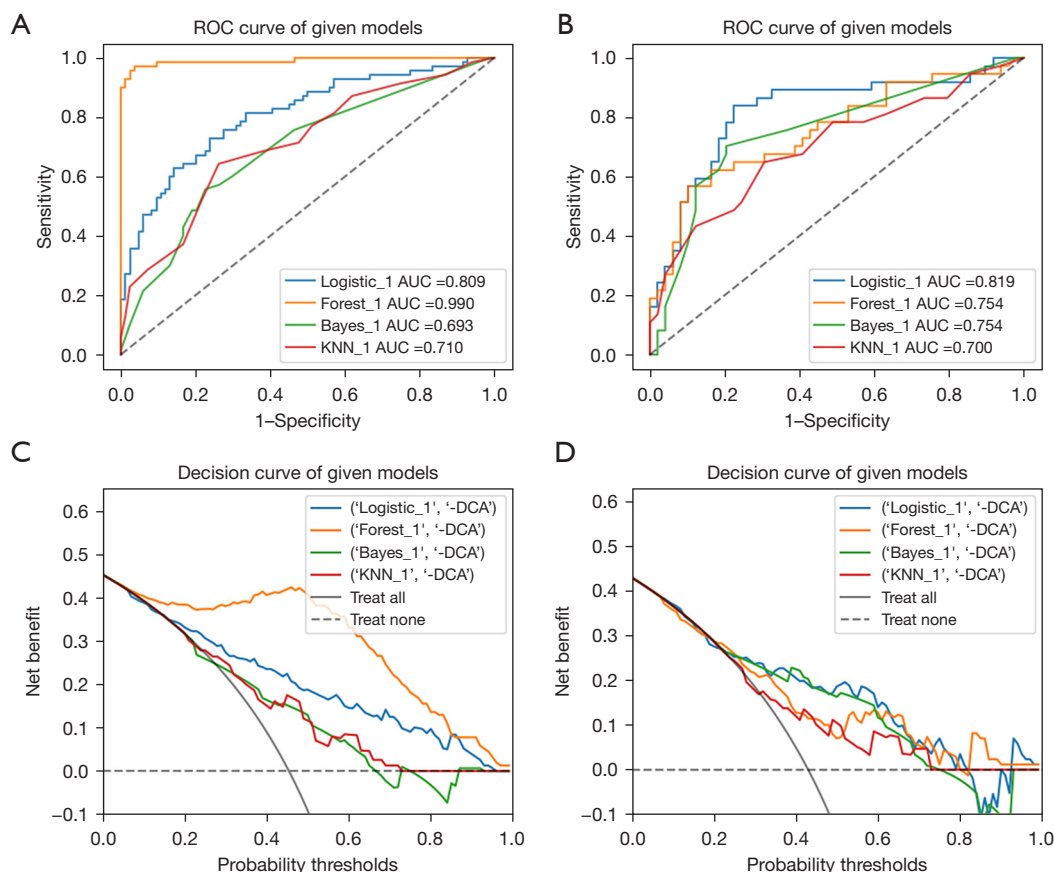 A
ROC curve of given models
1.0
0.8
0.6
0.4
0.2
0.0
Sensitivity
Logistic_1 AUC =0.809
Forest_1 AUC =0.990
Bayes_1 AUC =0.693
KNN_1 AUC =0.710
0.0 0.2 0.4 0.6 0.8 1.0
1–Specificity
B
ROC curve of given models
1.0
0.8
0.6
0.4
0.2
0.0
Sensitivity
Logistic_1 AUC =0.819
Forest_1 AUC =0.754
Bayes_1 AUC =0.754
KNN_1 AUC =0.700
0.0 0.2 0.4 0.6 0.8 1.0
1–Specificity
C
Decision curve of given models
0.6
0.5
0.4
0.3
0.2
0.1
0.0
−0.1
Net benefit
(‘Logistic_1', ‘-DCA’)
(‘Forest_1', ‘-DCA’)
(‘Bayes_1', ‘-DCA’)
(‘KNN_1’, ‘-DCA’)
Treat all
Treat none
0.0 0.2 0.4 0.6 0.8 1.0
Probability thresholds
D
Decision curve of given models
0.6
0.5
0.4
0.3
0.2
0.1
0.0
−0.1
Net benefit
(‘Logistic_1', ‘-DCA’)
(‘Forest_1', ‘-DCA’)
(‘Bayes_1', ‘-DCA’)
(‘KNN_1’, ‘-DCA’)
Treat all
Treat none
0.0 0.2 0.4 0.6 0.8 1.0
Probability thresholds